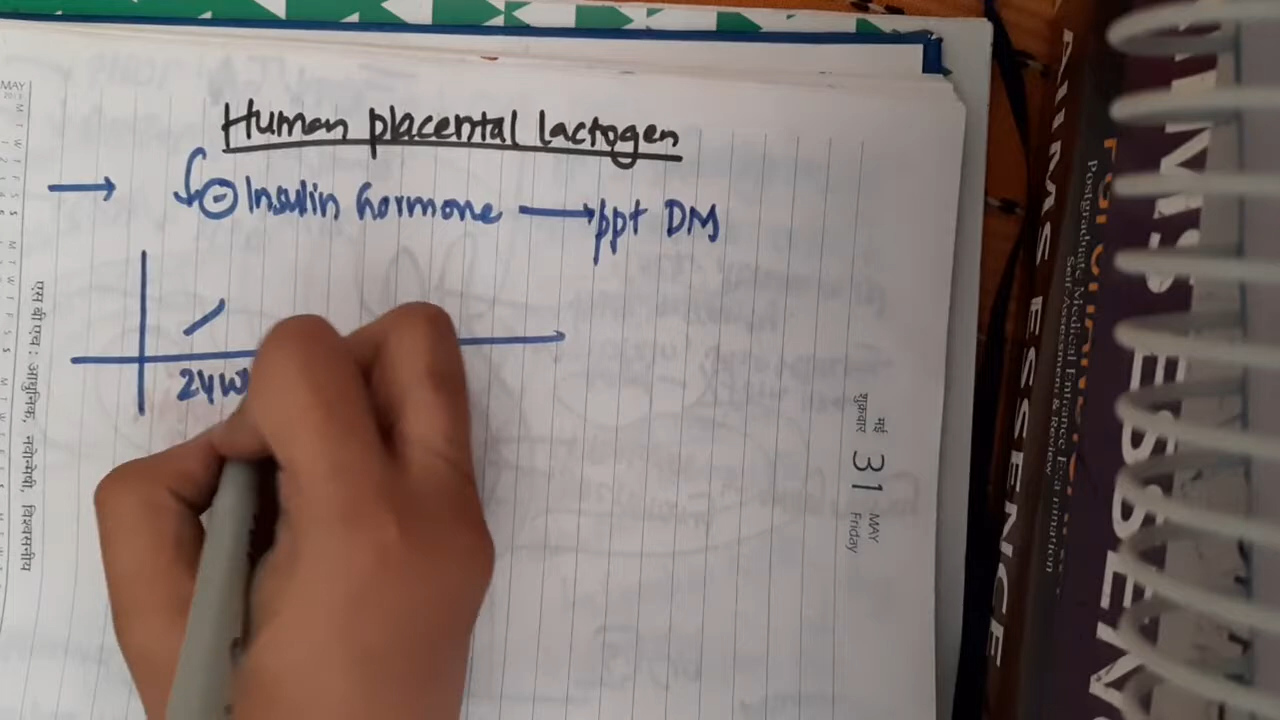 Human placental lactogen
→ ⊖ Insulin hormone → ppt DM
24w
MAY
एस बी एच : आधुनिक, नवोन्मेषी, विश्वसनीय
मई
शुक्रवार
31
MAY
Friday
AIIMS ESSENCE
Postgraduate Medical Entrance Examination
Self-Assessment & Review